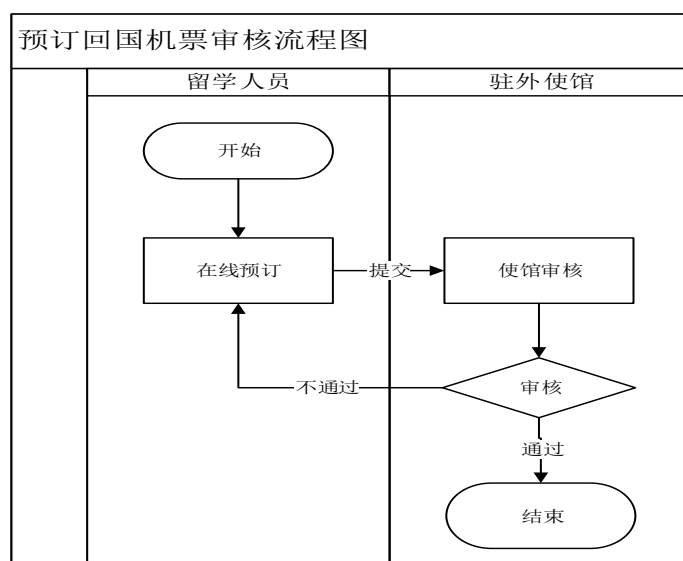 预订回国机票审核流程图
留学人员
驻外使馆
开始
在线预订
提交
使馆审核
不通过
审核
通过
结束